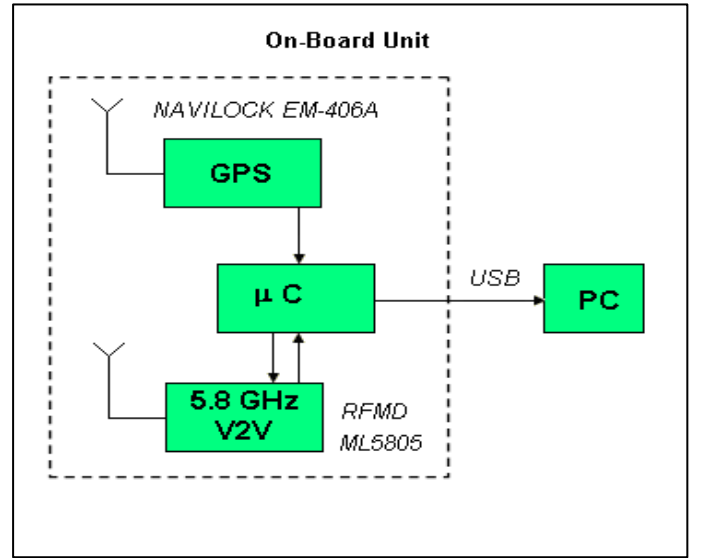 On-Board Unit
NAVILOCK EM-406A
GPS
μ C
USB
PC
5.8 GHz
V2V
RFMD
ML5805